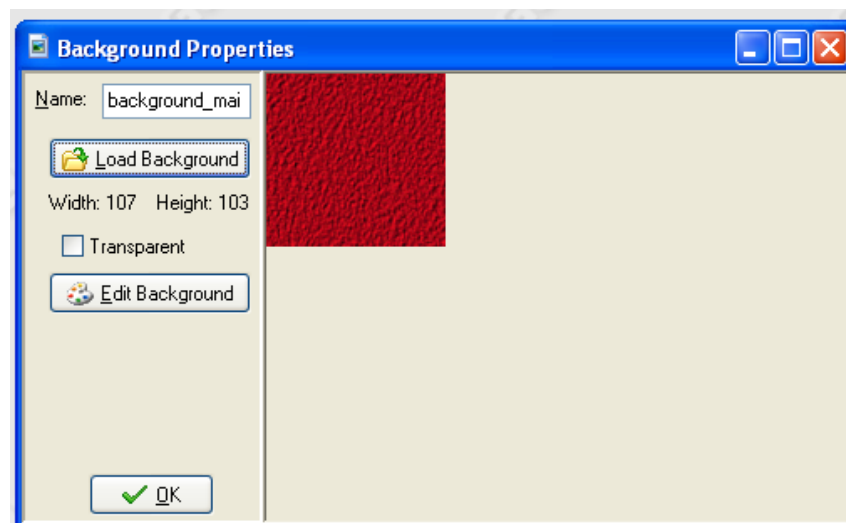 Background Properties
Name: background_mai
Load Background
Width: 107 Height: 103
Transparent
Edit Background
OK